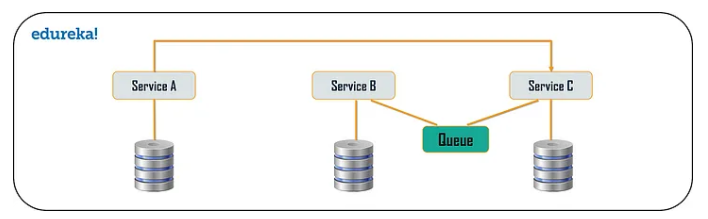 edureka!
Service A
Service B
Service C
Queue